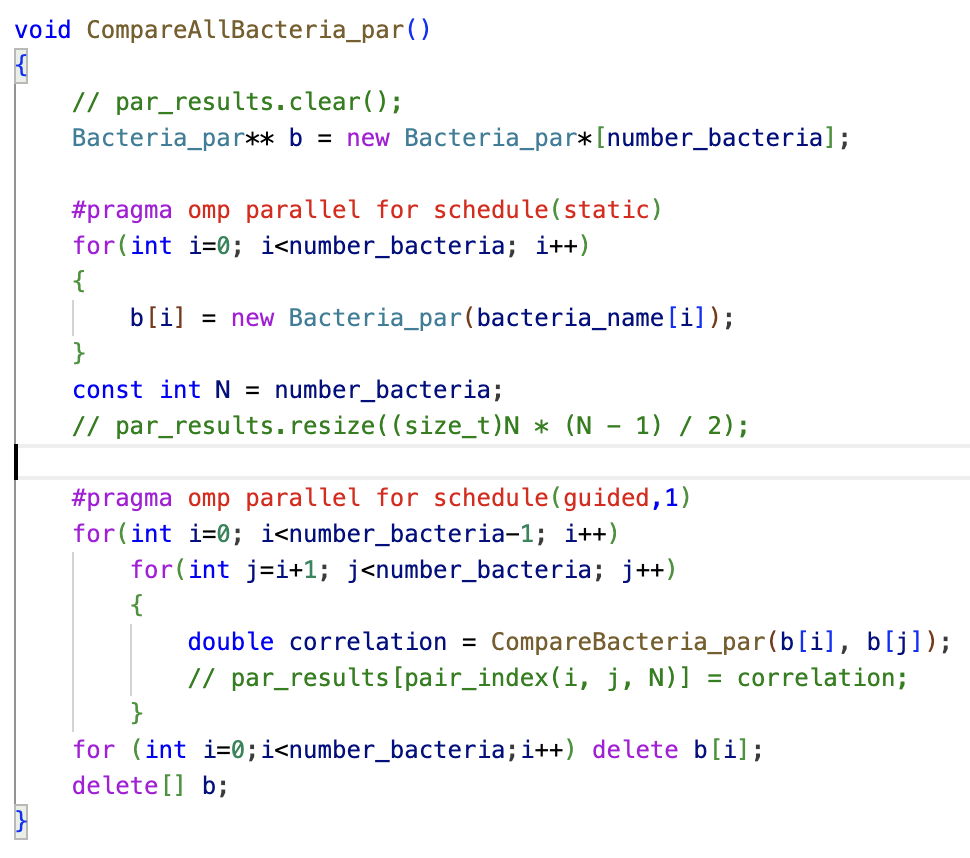 void CompareAllBacteria_par()
{
    // par_results.clear();
    Bacteria_par** b = new Bacteria_par*[number_bacteria];

    #pragma omp parallel for schedule(static)
    for(int i=0; i<number_bacteria; i++)
    {
        b[i] = new Bacteria_par(bacteria_name[i]);
    }
    const int N = number_bacteria;
    // par_results.resize((size_t)N * (N - 1) / 2);

    #pragma omp parallel for schedule(guided,1)
    for(int i=0; i<number_bacteria-1; i++)
        for(int j=i+1; j<number_bacteria; j++)
        {
            double correlation = CompareBacteria_par(b[i], b[j]);
            // par_results[pair_index(i, j, N)] = correlation;
        }
    for (int i=0;i<number_bacteria;i++) delete b[i];
    delete[] b;
}